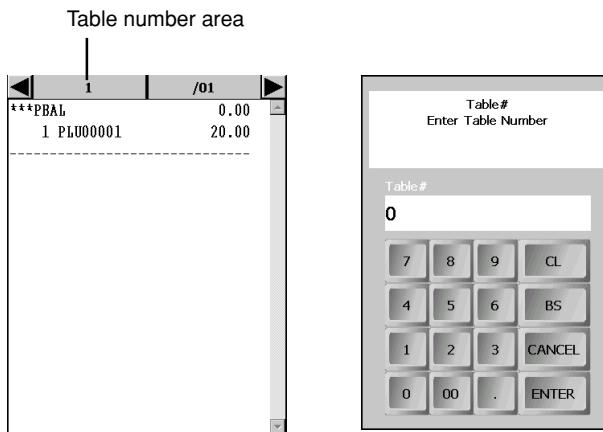 Table number area
1 /01
***PBAL 0.00
1 PLU00001 20.00
Table#
Enter Table Number
Table#
0
7 8 9 CL
4 5 6 BS
1 2 3 CANCEL
0 00 . ENTER